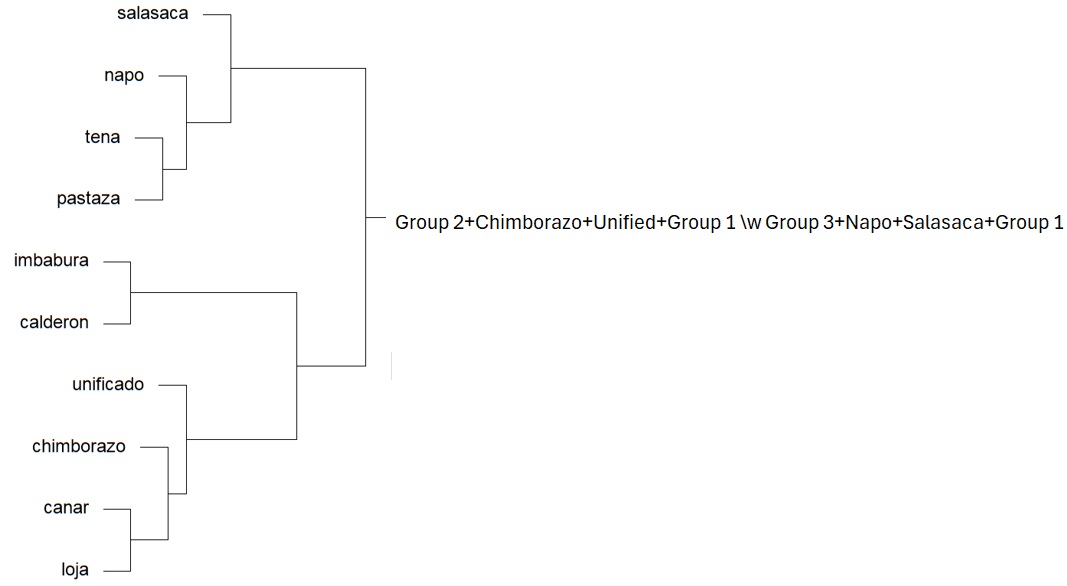 salasaca
napo
tena
pastaza
Group 2+Chimborazo+Unified+Group 1 \w Group 3+Napo+Salasaca+Group 1
imbabura
calderon
unificado
chimborazo
canar
loja